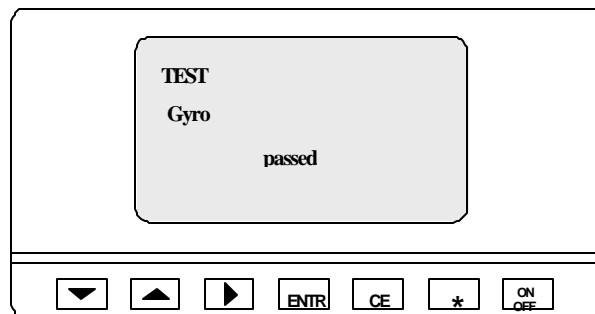 TEST
Gyro
passed
ENTR CE * ON
OFF